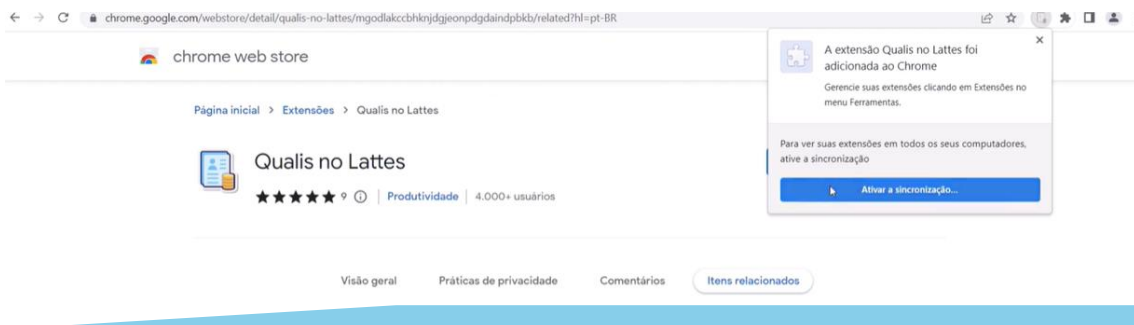 chrome.google.com/webstore/detail/qualis-no-lattes/mgodlakccbhknjdgjeonpdgdaindpbkb/related?hl=pt-BR
chrome web store
A extensão Qualis no Lattes foi
adicionada ao Chrome
Gerencie suas extensões clicando em Extensões no
menu Ferramentas.
Para ver suas extensões em todos os seus computadores,
ative a sincronização
Ativar a sincronização...
Página inicial > Extensões > Qualis no Lattes
Qualis no Lattes
★★★★★ 9 | Produtividade | 4.000+ usuários
Visão geral Práticas de privacidade Comentários Itens relacionados